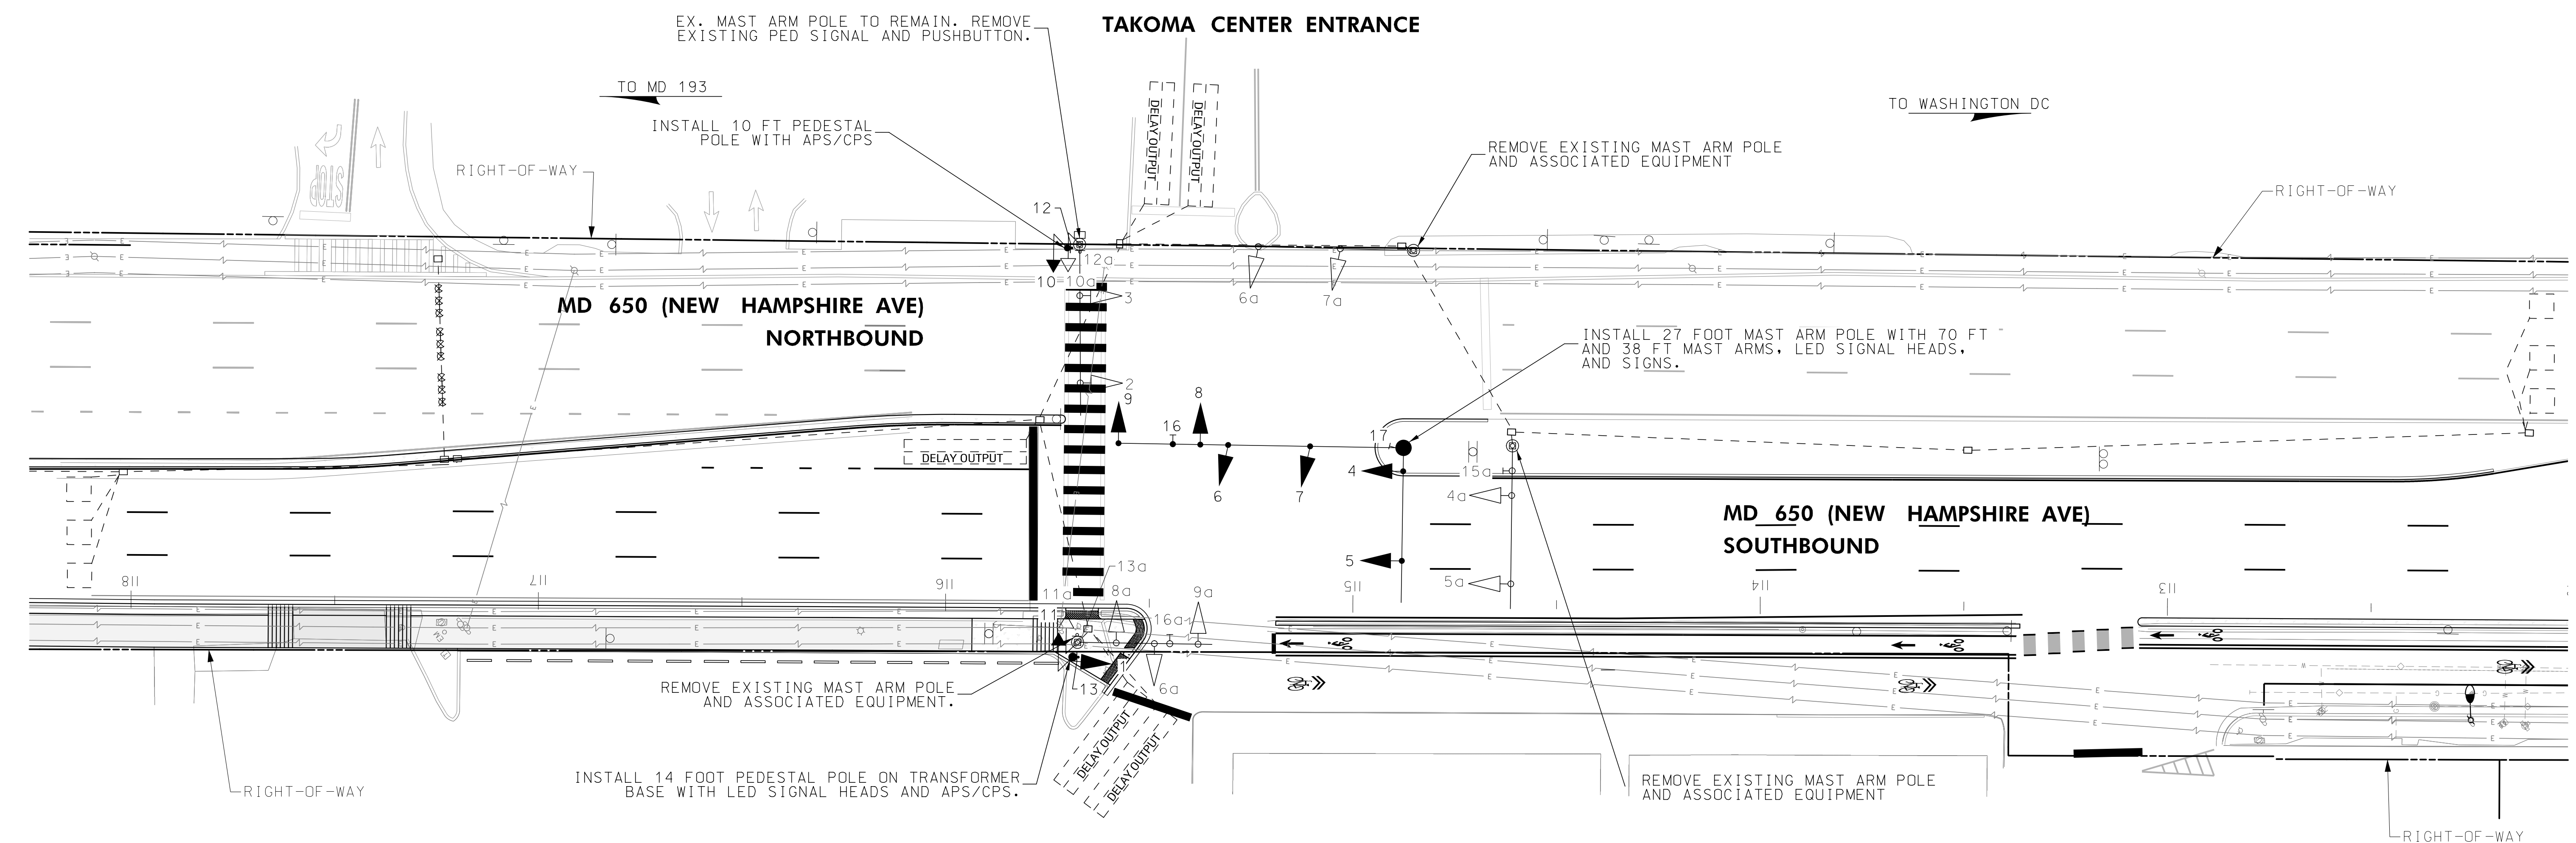 EX. MAST ARM POLE TO REMAIN. REMOVE
EXISTING PED SIGNAL AND PUSHBUTTON.
TAKOMA CENTER ENTRANCE
TO MD 193
TO WASHINGTON DC
INSTALL 10 FT PEDESTAL
POLE WITH APS/CPS
DELAY OUTPUT
DELAY OUTPUT
REMOVE EXISTING MAST ARM POLE
AND ASSOCIATED EQUIPMENT
RIGHT-OF-WAY
STOP
RIGHT-OF-WAY
12
12a
10
10a
6a
7a
3
MD 650 (NEW HAMPSHIRE AVE)
NORTHBOUND
INSTALL 27 FOOT MAST ARM POLE WITH 70 FT
AND 38 FT MAST ARMS, LED SIGNAL HEADS,
AND SIGNS.
2
9
8
16
17
DELAY OUTPUT
4
15a
6
7
4a
MD 650 (NEW HAMPSHIRE AVE)
SOUTHBOUND
5
5a
118
117
116
115
114
113
13a
11a
8a
9a
11
16a
1
13
6a
REMOVE EXISTING MAST ARM POLE
AND ASSOCIATED EQUIPMENT.
DELAY OUTPUT
DELAY OUTPUT
INSTALL 14 FOOT PEDESTAL POLE ON TRANSFORMER
BASE WITH LED SIGNAL HEADS AND APS/CPS.
RIGHT-OF-WAY
REMOVE EXISTING MAST ARM POLE
AND ASSOCIATED EQUIPMENT
RIGHT-OF-WAY